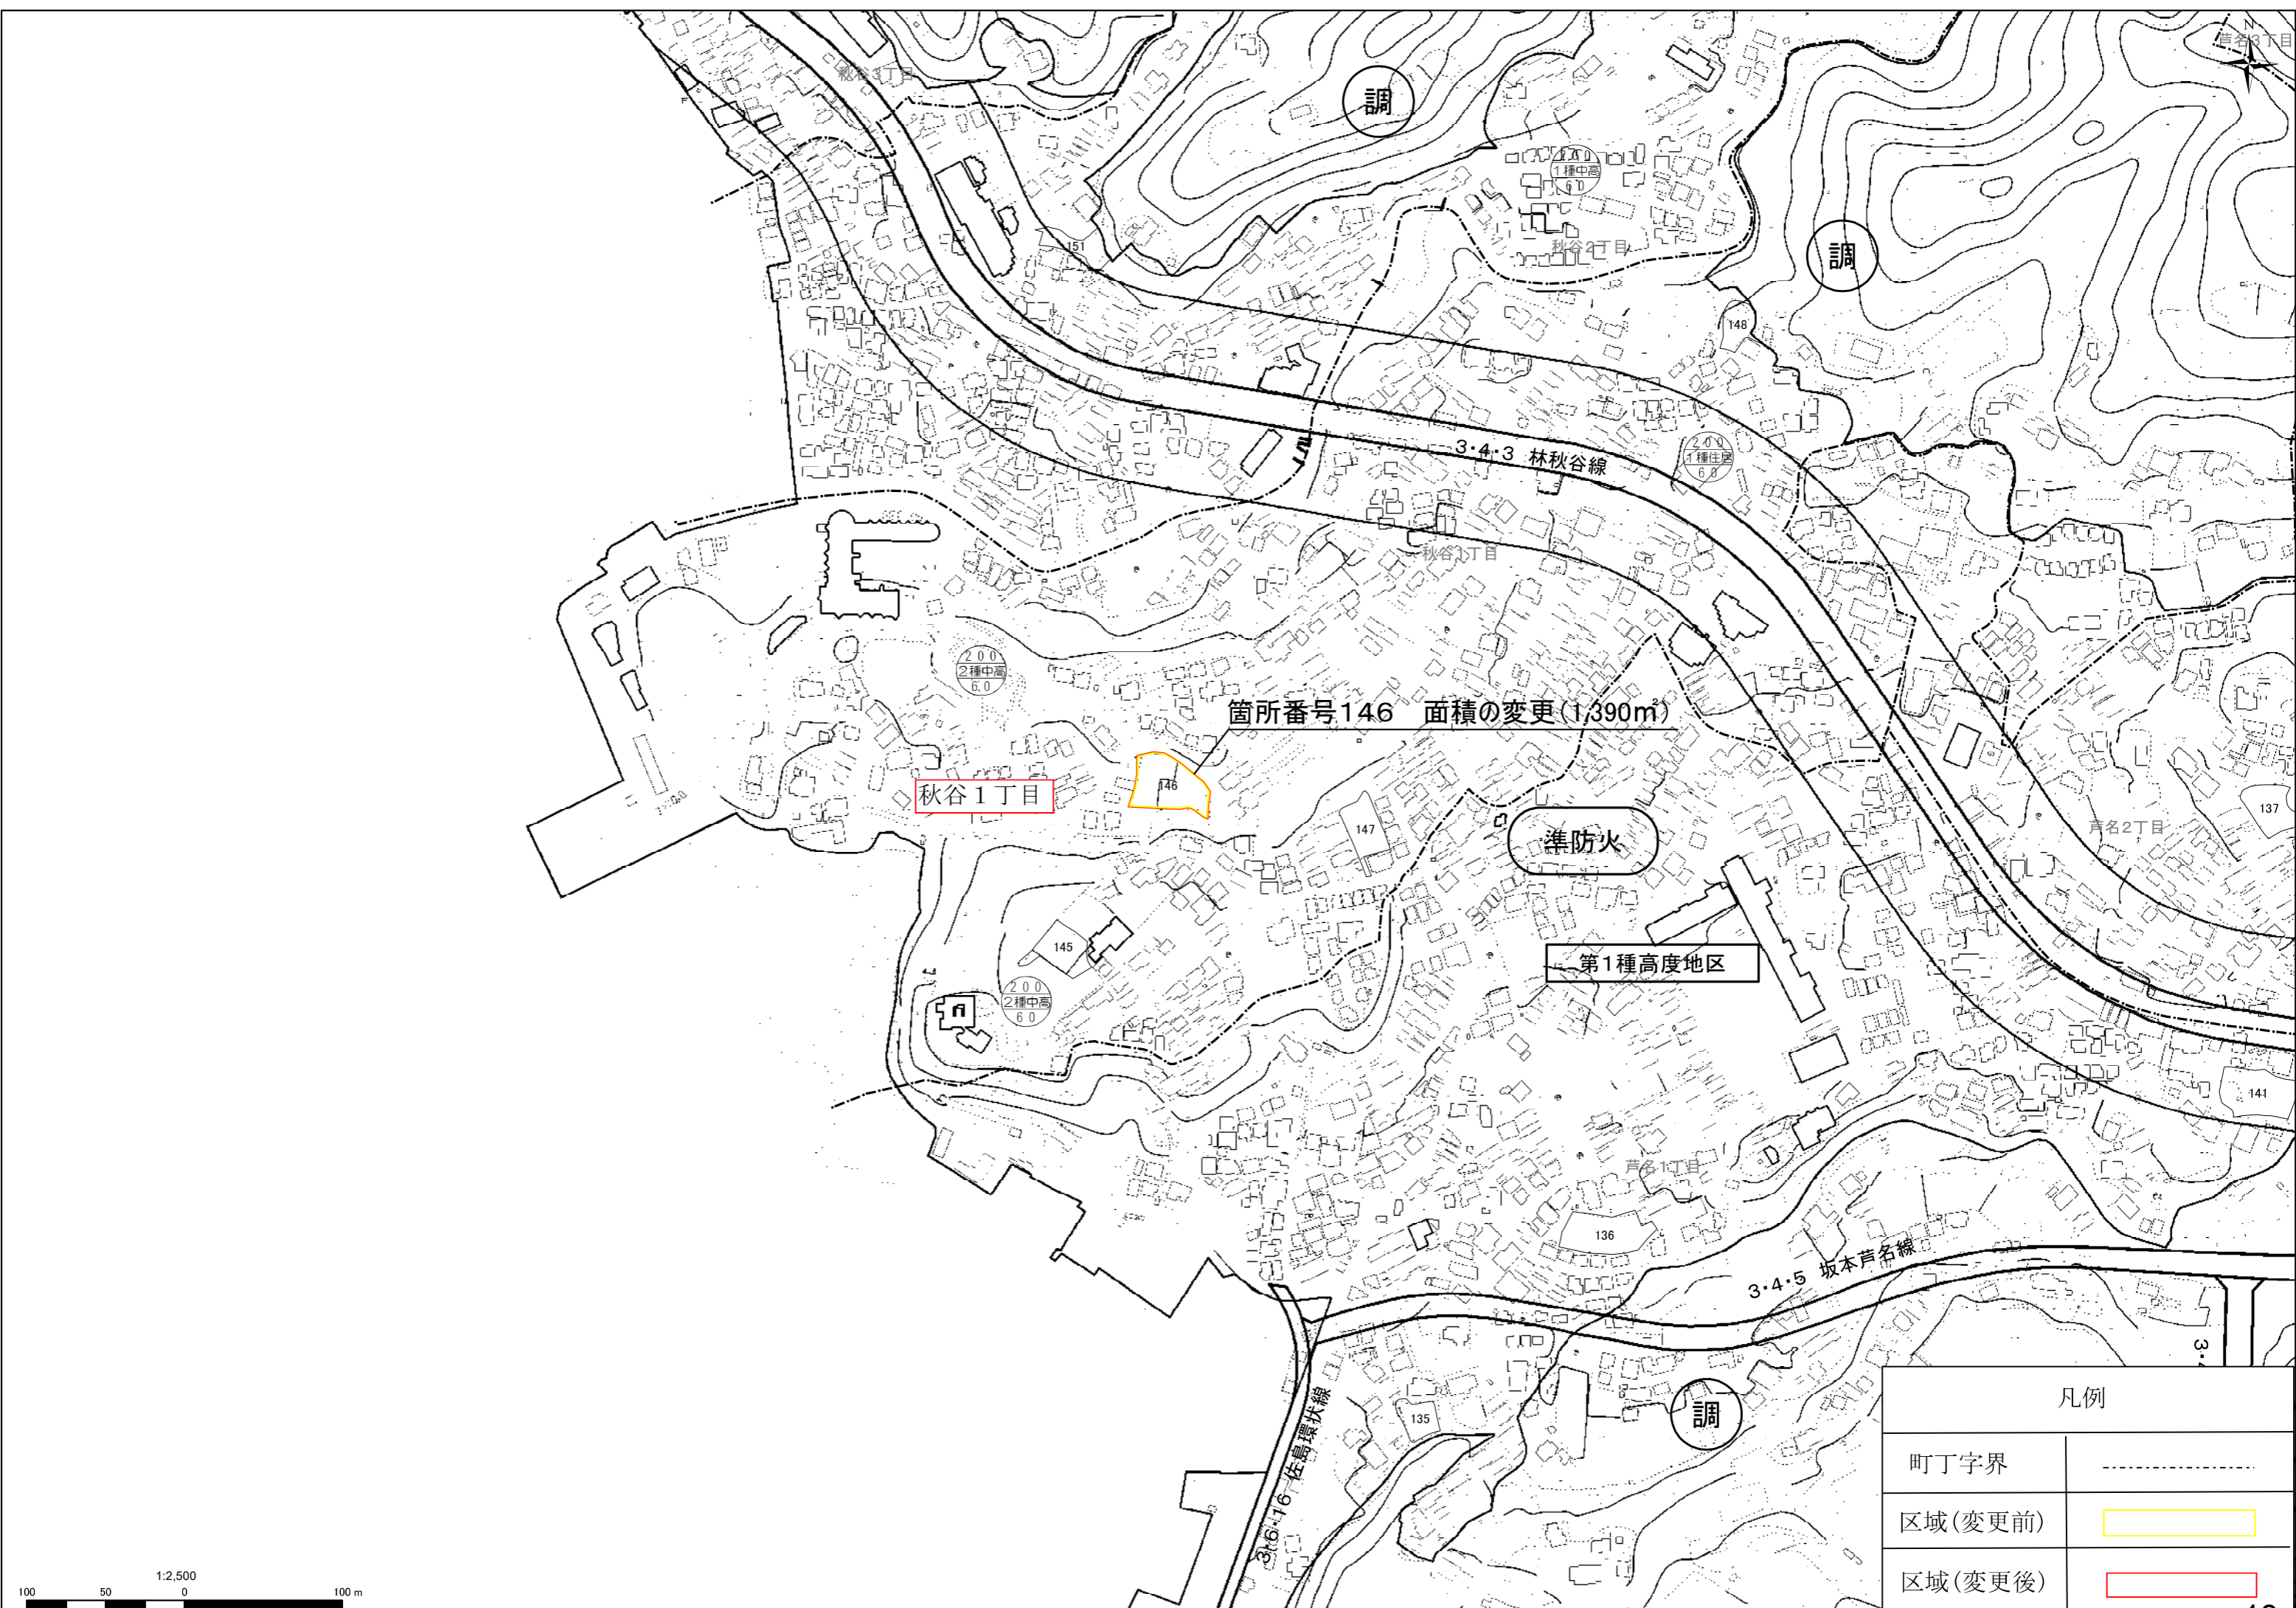 秋谷3丁目
芦名3丁目
N
調
200
1種中高
60
秋谷2丁目
調
151
148
3・4・3 林秋谷線
200
1種住居
60
秋谷1丁目
200
2種中高
60
箇所番号146 面積の変更(1,390㎡)
146
秋谷1丁目
147
準防火
137
芦名2丁目
145
第1種高度地区
200
2種中高
60
141
芦名1丁目
136
3・4・5 坂本芦名線
135
調
3・6・16 佐島環状線
凡例
町丁字界
区域(変更前)
区域(変更後)
1:2,500
100 50 0 100 m